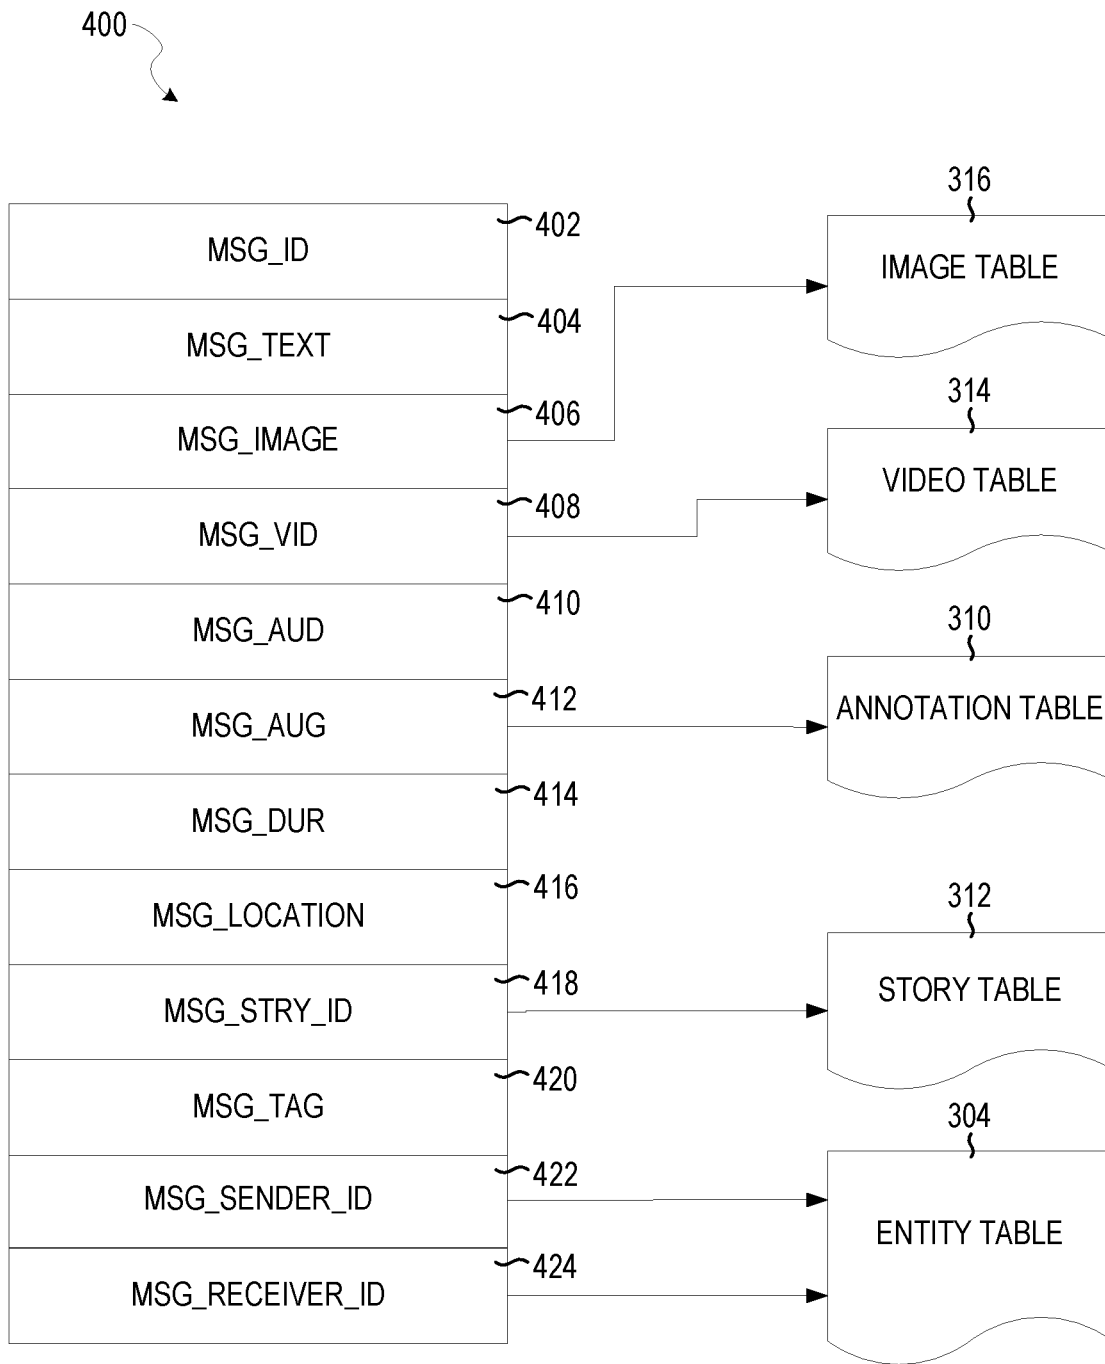 400
402
MSG_ID
404
MSG_TEXT
406
MSG_IMAGE
408
MSG_VID
410
MSG_AUD
412
MSG_AUG
414
MSG_DUR
416
MSG_LOCATION
418
MSG_STRY_ID
420
MSG_TAG
422
MSG_SENDER_ID
424
MSG_RECEIVER_ID
316
IMAGE TABLE
314
VIDEO TABLE
310
ANNOTATION TABLE
312
STORY TABLE
304
ENTITY TABLE